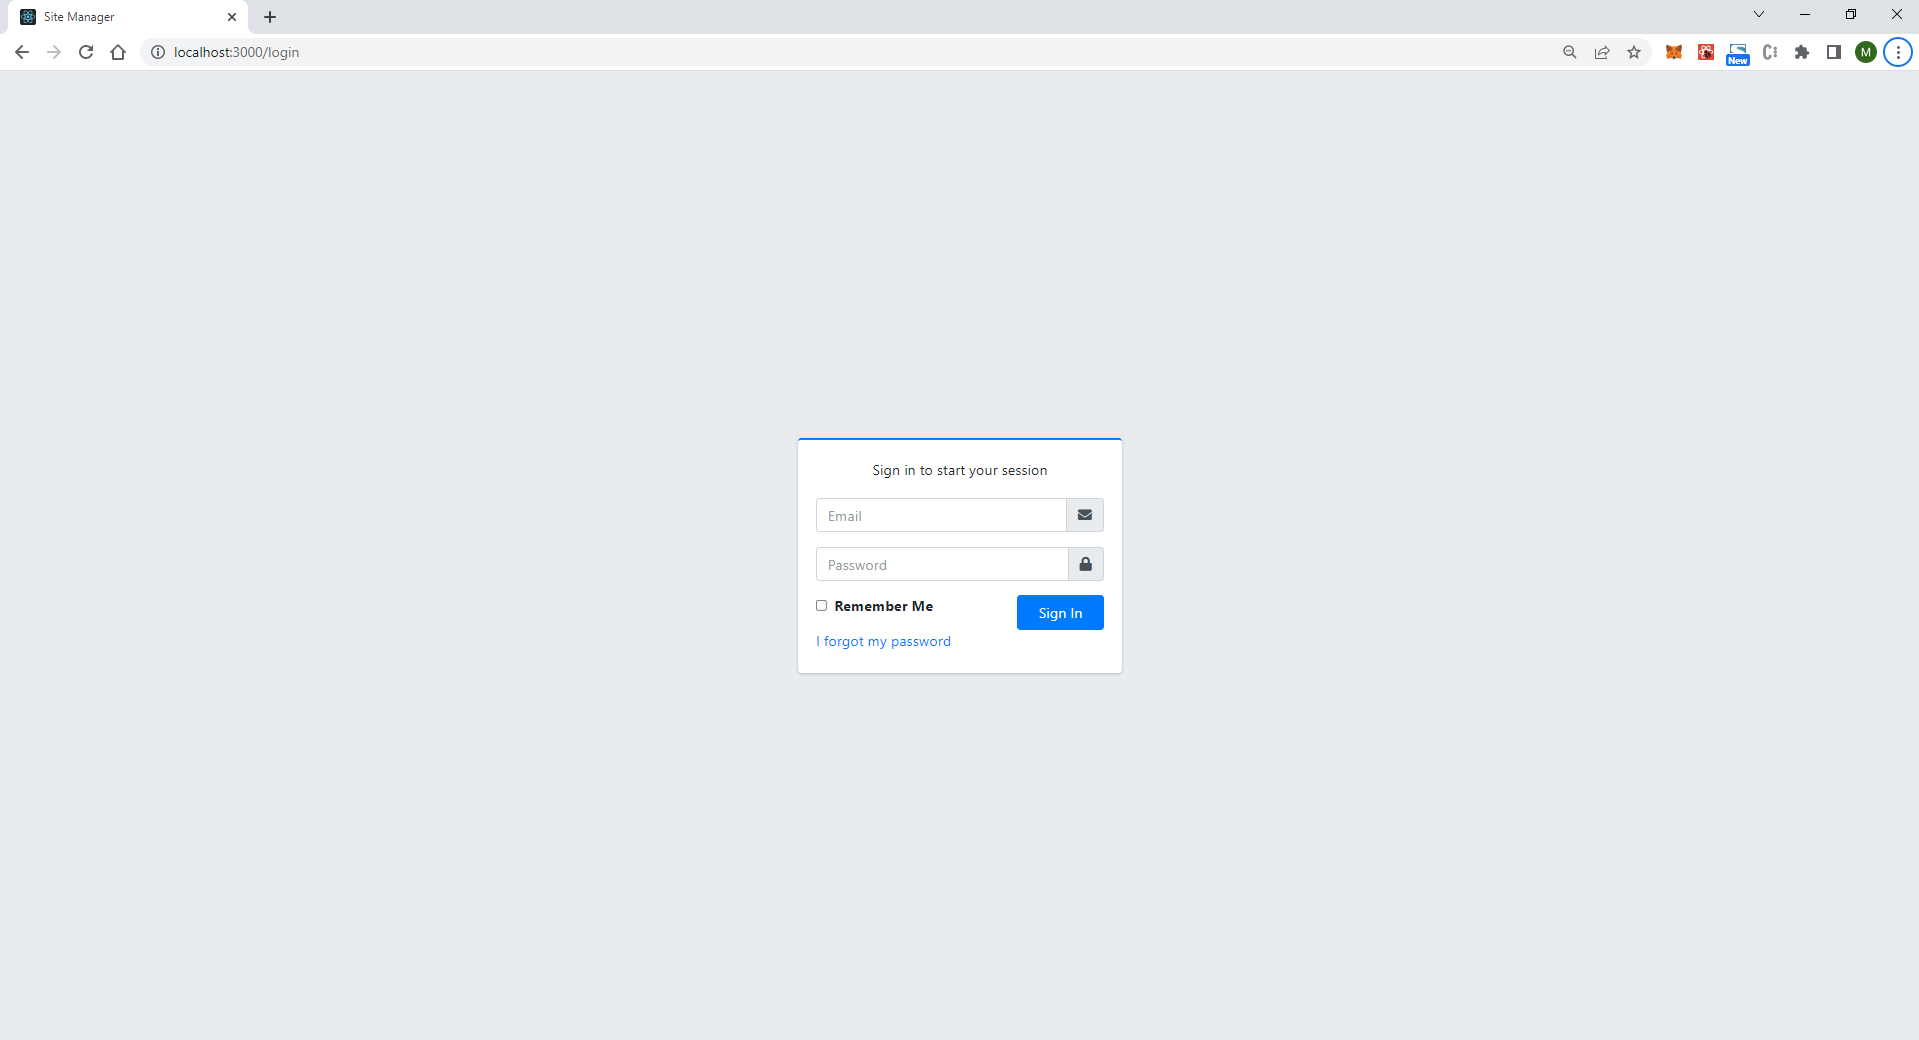 Site Manager
localhost:3000/login
New
M
Sign in to start your session
Email
Password
Remember Me
Sign In
I forgot my password